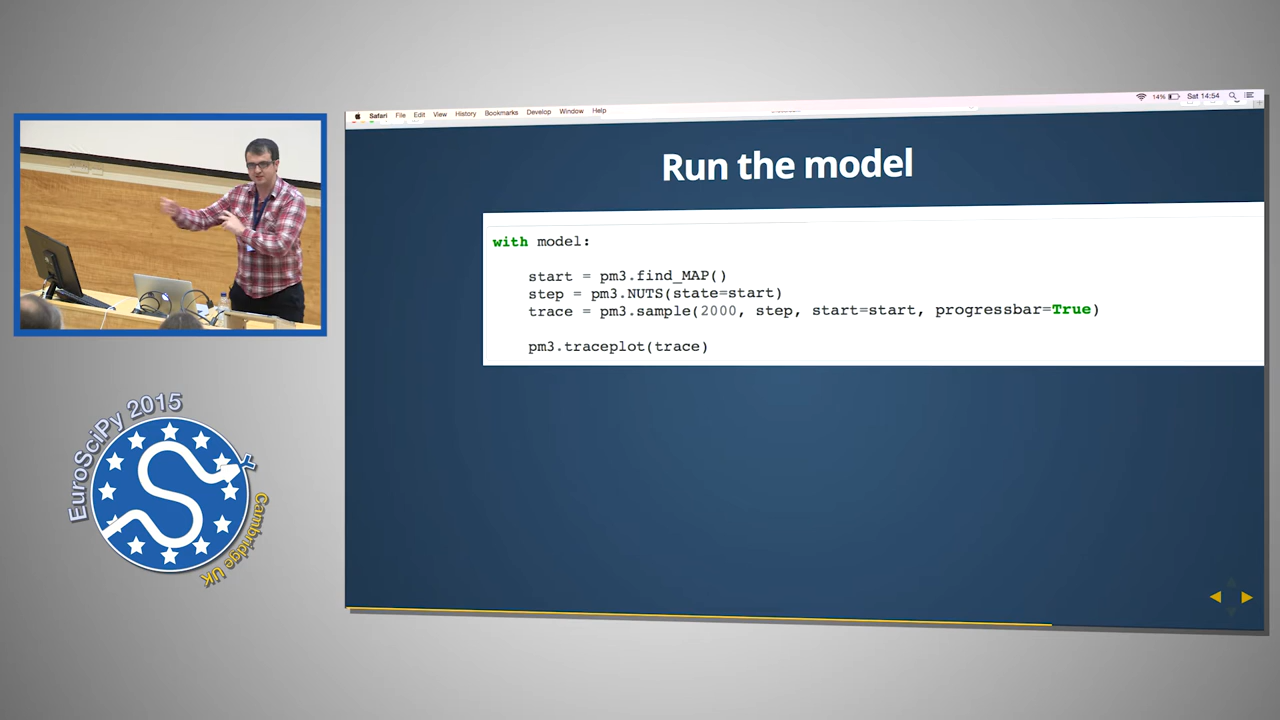 Safari File Edit View History Bookmarks Develop Window Help
14% Sat 14:54
Run the model
with model:
start = pm3.find_MAP()
step = pm3.NUTS(state=start)
trace = pm3.sample(2000, step, start=start, progressbar=True)
pm3.traceplot(trace)
EuroSciPy 2015
Cambridge UK